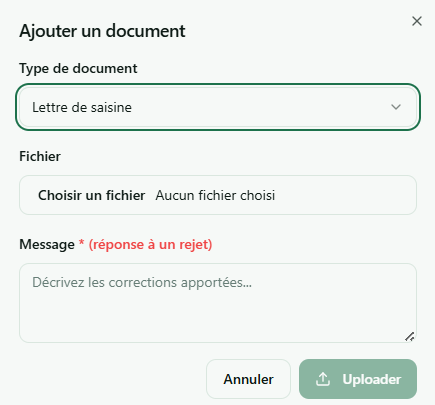 Ajouter un document
Type de document
Lettre de saisine
Fichier
Choisir un fichier Aucun fichier choisi
Message * (réponse à un rejet)
Décrivez les corrections apportées...
Annuler Uploader